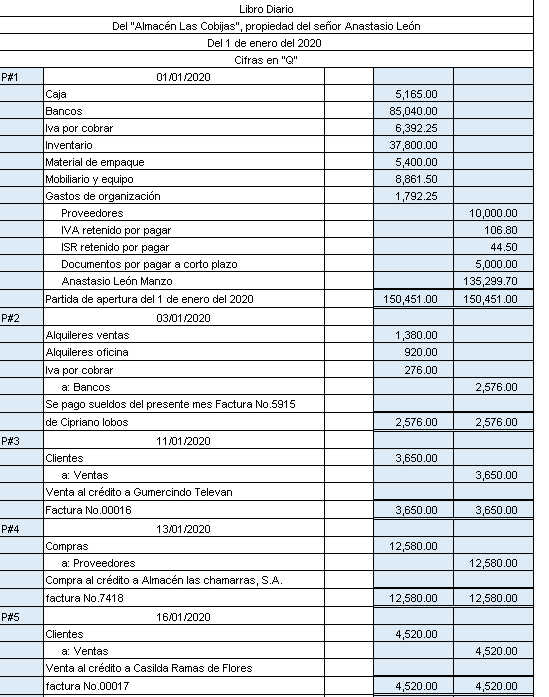 Libro Diario
Del "Almacén Las Cobijas", propiedad del señor Anastasio León
Del 1 de enero del 2020
Cifras en "Q"
P#1 01/01/2020
Caja 5,165.00
Bancos 85,040.00
Iva por cobrar 6,392.25
Inventario 37,800.00
Material de empaque 5,400.00
Mobiliario y equipo 8,861.50
Gastos de organización 1,792.25
Proveedores 10,000.00
IVA retenido por pagar 106.80
ISR retenido por pagar 44.50
Documentos por pagar a corto plazo 5,000.00
Anastasio León Manzo 135,299.70
Partida de apertura del 1 de enero del 2020 150,451.00 150,451.00
P#2 03/01/2020
Alquileres ventas 1,380.00
Alquileres oficina 920.00
Iva por cobrar 276.00
a: Bancos 2,576.00
Se pago sueldos del presente mes Factura No.5915
de Cipriano lobos 2,576.00 2,576.00
P#3 11/01/2020
Clientes 3,650.00
a: Ventas 3,650.00
Venta al crédito a Gumercindo Televan
Factura No.00016 3,650.00 3,650.00
P#4 13/01/2020
Compras 12,580.00
a: Proveedores 12,580.00
Compra al crédito a Almacén las chamarras, S.A.
factura No.7418 12,580.00 12,580.00
P#5 16/01/2020
Clientes 4,520.00
a: Ventas 4,520.00
Venta al crédito a Casilda Ramas de Flores
factura No.00017 4,520.00 4,520.00